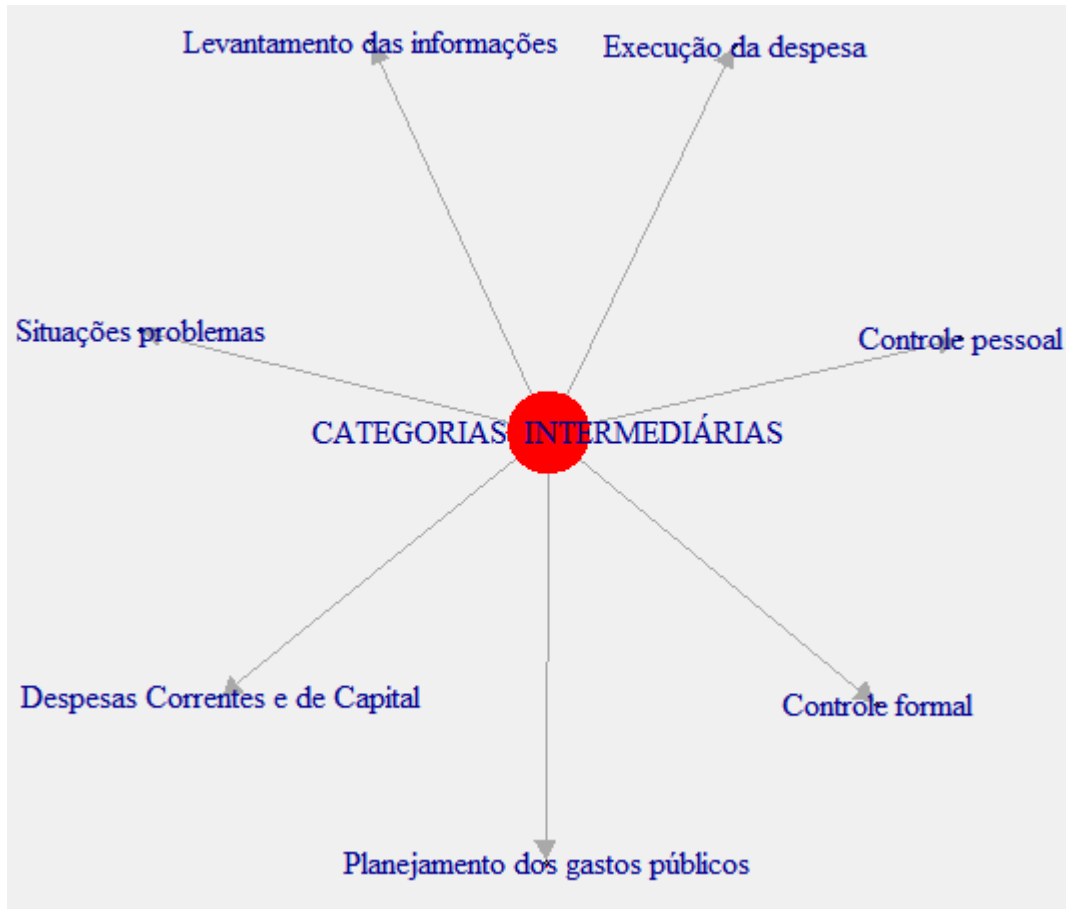 Levantamento das informações
Execução da despesa
Situações problemas
Controle pessoal
CATEGORIAS INTERMEDIÁRIAS
Despesas Correntes e de Capital
Controle formal
Planejamento dos gastos públicos